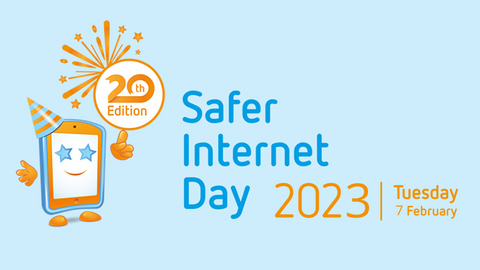 20th
Edition
Safer
Internet
Day 2023
Tuesday
7 February